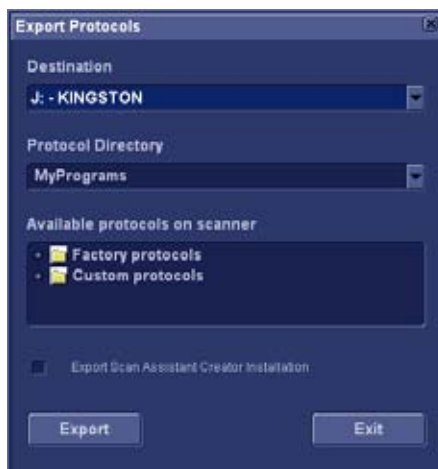 Export Protocols
Destination
J: - KINGSTON
Protocol Directory
MyPrograms
Available protocols on scanner
Factory protocols
Custom protocols
Export Scan Assistant Creator Installation
Export Exit